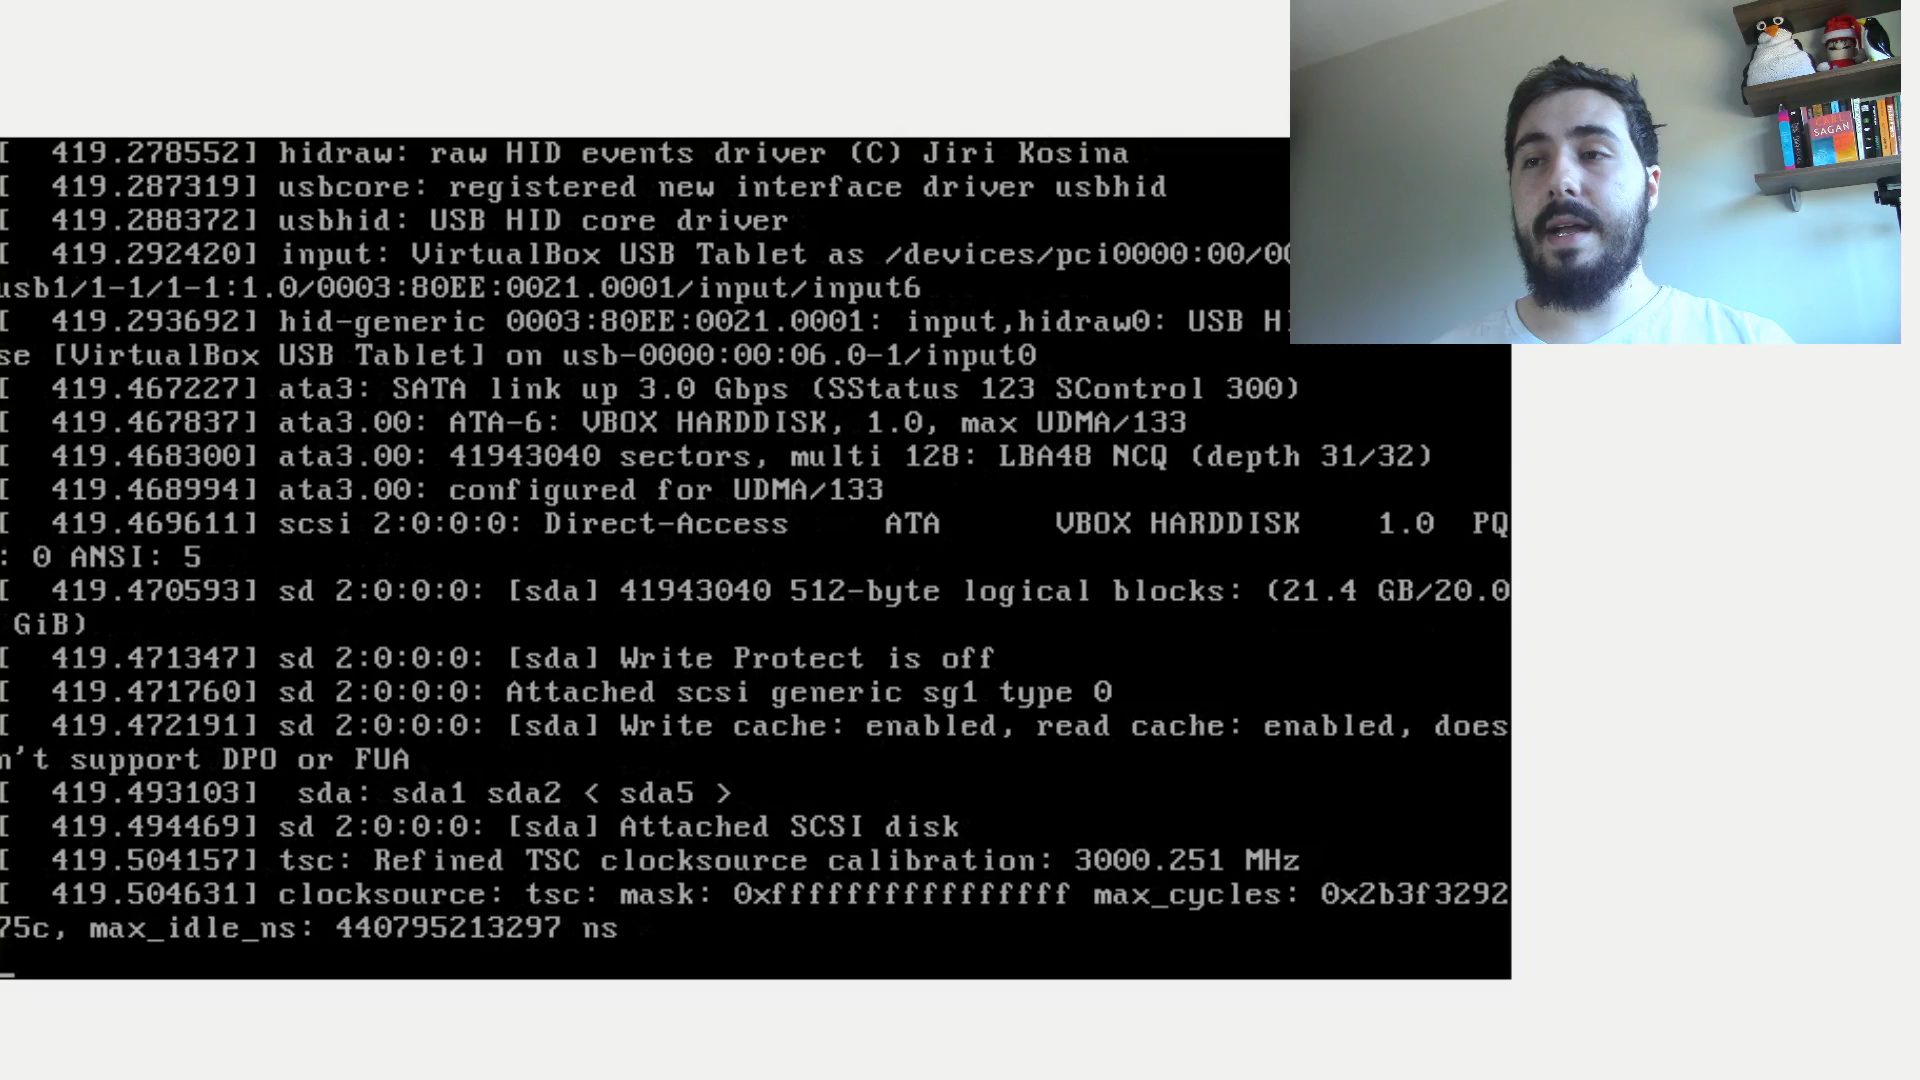 [  419.278552] hidraw: raw HID events driver (C) Jiri Kosina
[  419.287319] usbcore: registered new interface driver usbhid
[  419.288372] usbhid: USB HID core driver
[  419.292420] input: VirtualBox USB Tablet as /devices/pci0000:00/00
usb1/1-1/1-1:1.0/0003:80EE:0021.0001/input/input6
[  419.293692] hid-generic 0003:80EE:0021.0001: input,hidraw0: USB H
se [VirtualBox USB Tablet] on usb-0000:00:06.0-1/input0
[  419.467227] ata3: SATA link up 3.0 Gbps (SStatus 123 SControl 300)
[  419.467837] ata3.00: ATA-6: VBOX HARDDISK, 1.0, max UDMA/133
[  419.468300] ata3.00: 41943040 sectors, multi 128: LBA48 NCQ (depth 31/32)
[  419.468994] ata3.00: configured for UDMA/133
[  419.469611] scsi 2:0:0:0: Direct-Access     ATA      VBOX HARDDISK    1.0  PQ
: 0 ANSI: 5
[  419.470593] sd 2:0:0:0: [sda] 41943040 512-byte logical blocks: (21.4 GB/20.0
GiB)
[  419.471347] sd 2:0:0:0: [sda] Write Protect is off
[  419.471760] sd 2:0:0:0: Attached scsi generic sg1 type 0
[  419.472191] sd 2:0:0:0: [sda] Write cache: enabled, read cache: enabled, does
n't support DPO or FUA
[  419.493103]  sda: sda1 sda2 < sda5 >
[  419.494469] sd 2:0:0:0: [sda] Attached SCSI disk
[  419.504157] tsc: Refined TSC clocksource calibration: 3000.251 MHz
[  419.504631] clocksource: tsc: mask: 0xffffffffffffffff max_cycles: 0x2b3f3292
75c, max_idle_ns: 440795213297 ns
CARL
SAGAN